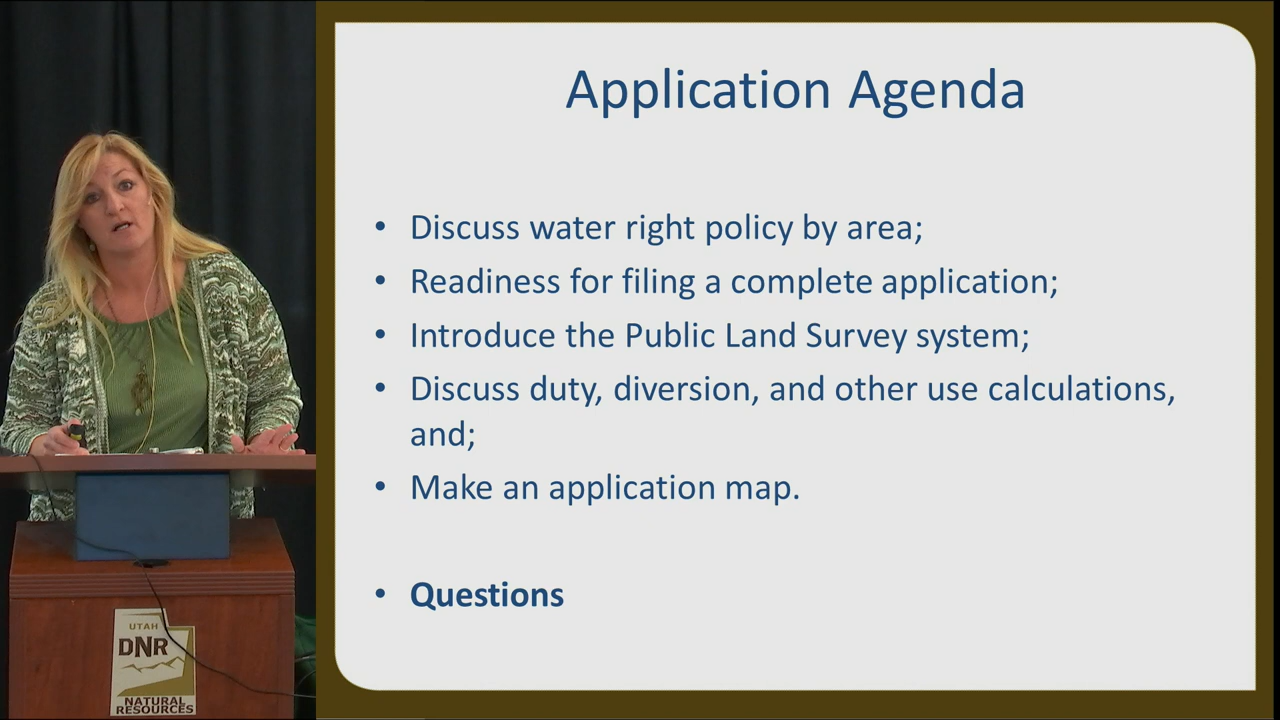 Application Agenda
• Discuss water right policy by area;
• Readiness for filing a complete application;
• Introduce the Public Land Survey system;
• Discuss duty, diversion, and other use calculations,
and;
• Make an application map.
• Questions
UTAH
DNR
NATURAL
RESOURCES